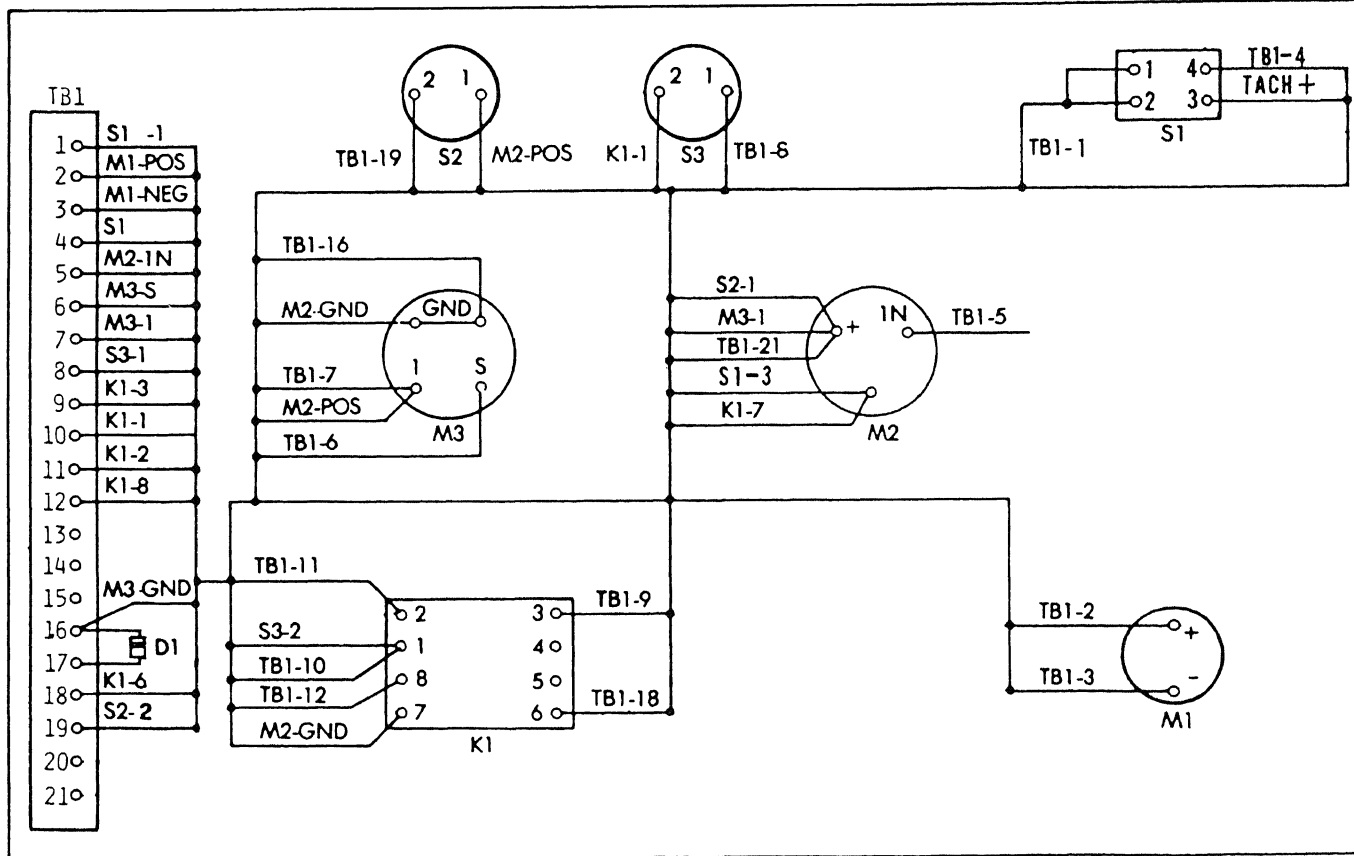 TB1
1 S1 -1
2 M1-POS
3 M1-NEG
4 S1
5 M2-1N
6 M3-S
7 M3-1
8 S3-1
9 K1-3
10 K1-1
11 K1-2
12 K1-8
13
14
15 M3-GND
16
17 D1
18 K1-6
19 S2-2
20
21
2 1
TB1-19 S2 M2-POS
2 1
K1-1 S3 TB1-8
1 4 TB1-4
2 3 TACH +
S1
TB1-1
TB1-16
M2-GND GND
TB1-7 1 S
M2-POS
TB1-6
M3
S2-1
M3-1 + 1N TB1-5
TB1-21
S1-3
K1-7
M2
TB1-11
2 3 TB1-9
S3-2 1 4
TB1-10
TB1-12 8 5
7 6 TB1-18
M2-GND
K1
TB1-2 +
TB1-3 -
M1